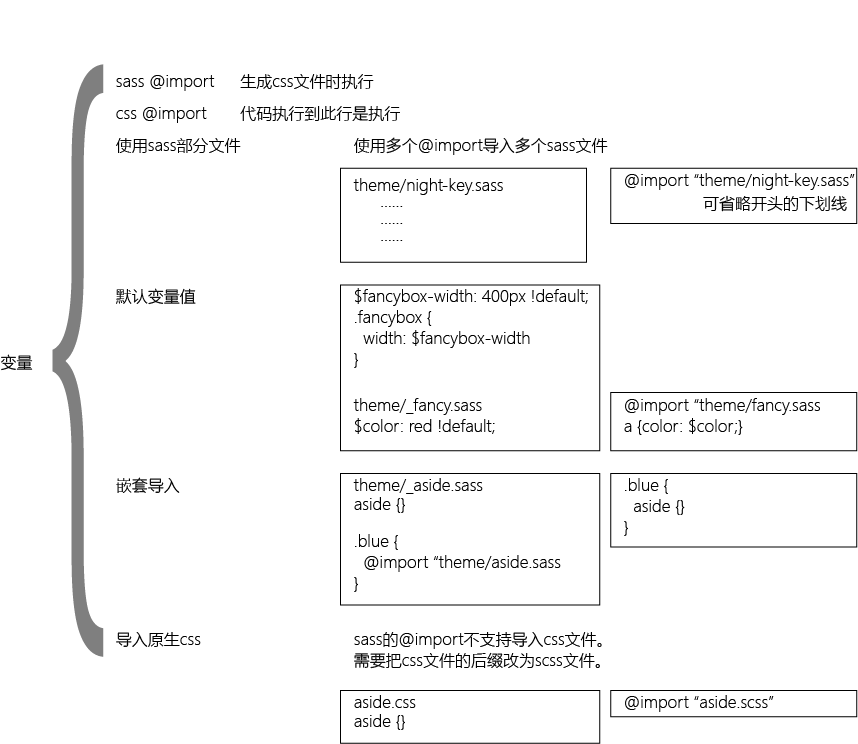 sass @import 生成css文件时执行
css @import 代码执行到此行是执行
使用sass部分文件 使用多个@import导入多个sass文件
theme/night-key.sass
......
......
......
@import “theme/night-key.sass”
可省略开头的下划线
默认变量值
$fancybox-width: 400px !default;
.fancybox {
width: $fancybox-width
}
theme/_fancy.sass
$color: red !default;
@import “theme/fancy.sass
a {color: $color;}
变量
嵌套导入
theme/_aside.sass
aside {}
.blue {
@import “theme/aside.sass
}
.blue {
aside {}
}
导入原生css
sass的@import不支持导入css文件。
需要把css文件的后缀改为scss文件。
aside.css
aside {}
@import “aside.scss”